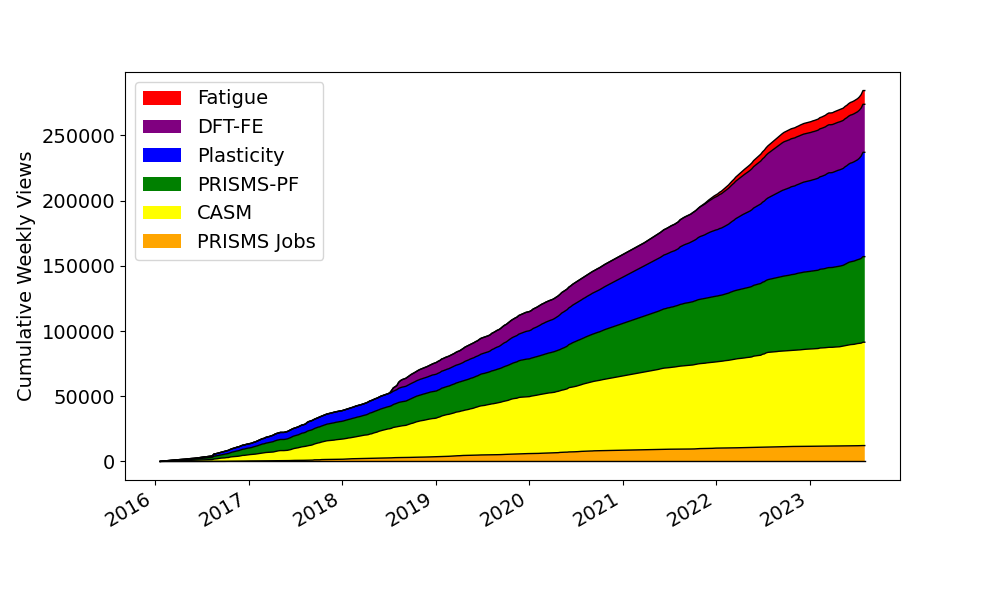 Fatigue
DFT-FE
Plasticity
PRISMS-PF
CASM
PRISMS Jobs
Cumulative Weekly Views
250000
200000
150000
100000
50000
0
2016
2017
2018
2019
2020
2021
2022
2023